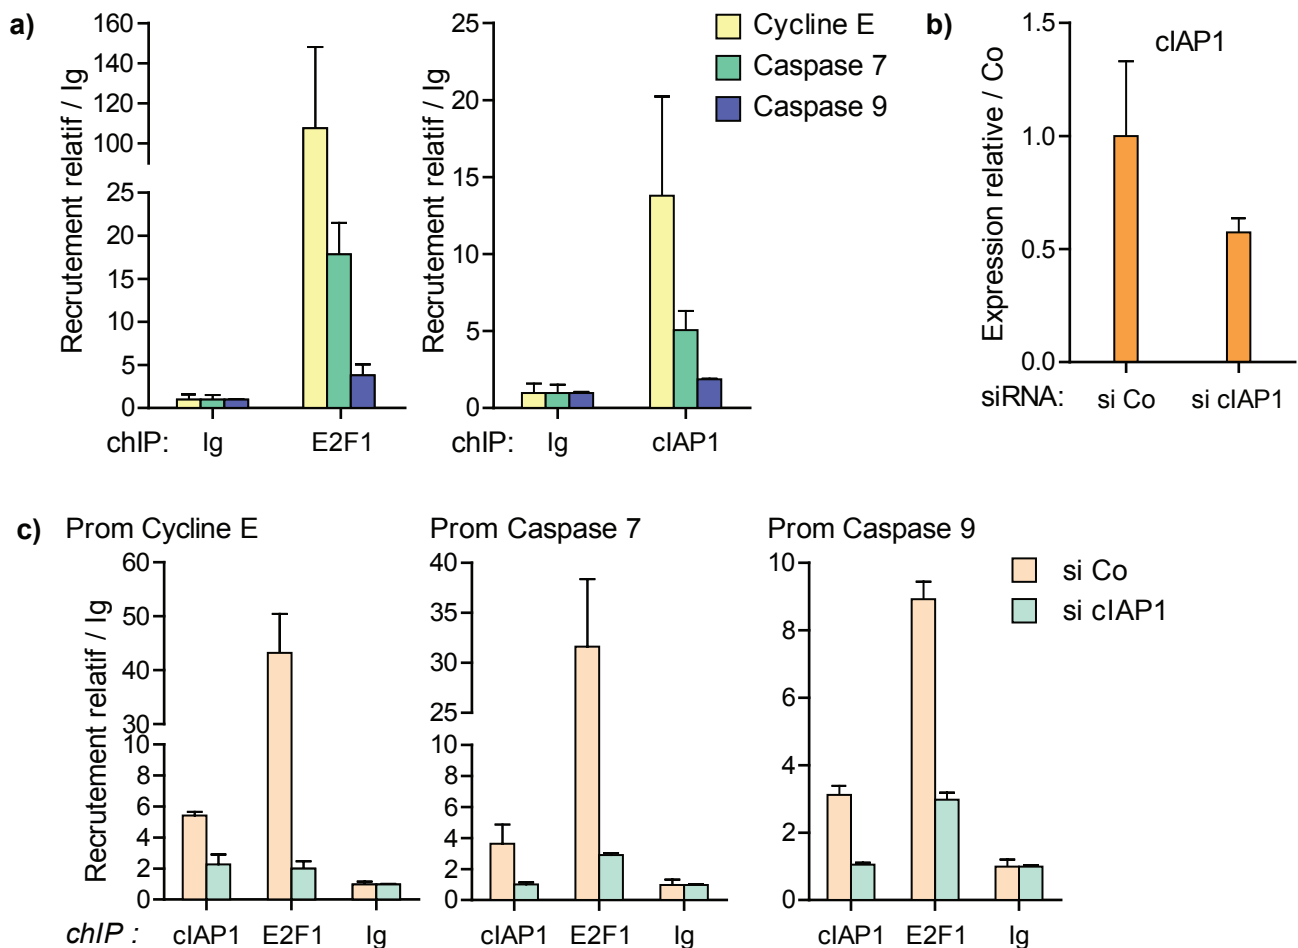 a)
Recrutement relatif / Ig
160
140
120
100
25
20
15
10
5
0
chIP: Ig E2F1
Recrutement relatif / Ig
25
20
15
10
5
0
chIP: Ig cIAP1
Cycline E
Caspase 7
Caspase 9
b)
cIAP1
Expression relative / Co
1.5
1.0
0.5
0.0
siRNA: si Co si cIAP1
c)
Prom Cycline E
Recrutement relatif / Ig
60
50
40
30
10
8
6
4
2
0
chIP : cIAP1 E2F1 Ig
Prom Caspase 7
40
35
30
25
10
8
6
4
2
0
cIAP1 E2F1 Ig
Prom Caspase 9
10
8
6
4
2
0
cIAP1 E2F1 Ig
si Co
si cIAP1